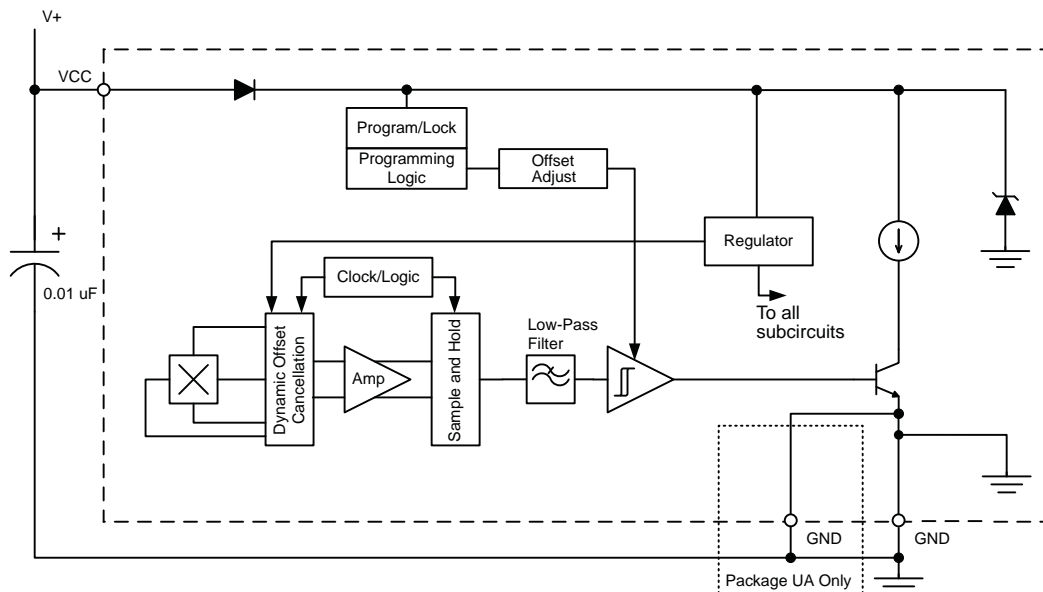 V+
VCC
Program/Lock
Programming
Logic
Offset
Adjust
+
Regulator
0.01 uF
Clock/Logic
To all
subcircuits
Low-Pass
Filter
Dynamic Offset
Cancellation
Amp
Sample and Hold
GND
GND
Package UA Only